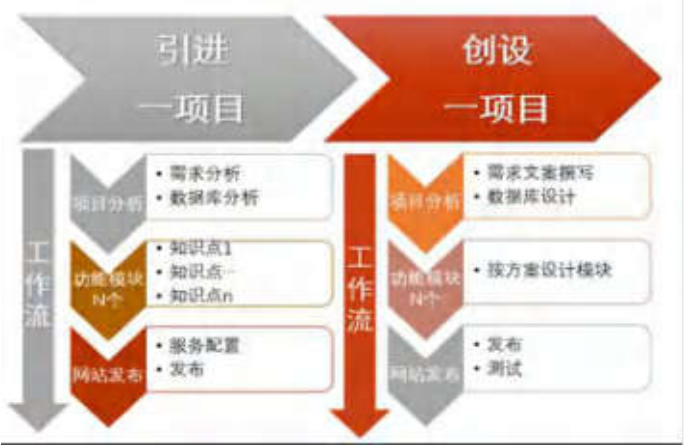 引进
一项目
创设
一项目
工作流
项目分析
• 需求分析
• 数据库分析
功能模块
N个
• 知识点1
• 知识点…
• 知识点n
网站发布
• 服务配置
• 发布
工作流
项目分析
• 需求文案撰写
• 数据库设计
功能模块
N个
• 按方案设计模块
网站发布
• 发布
• 测试